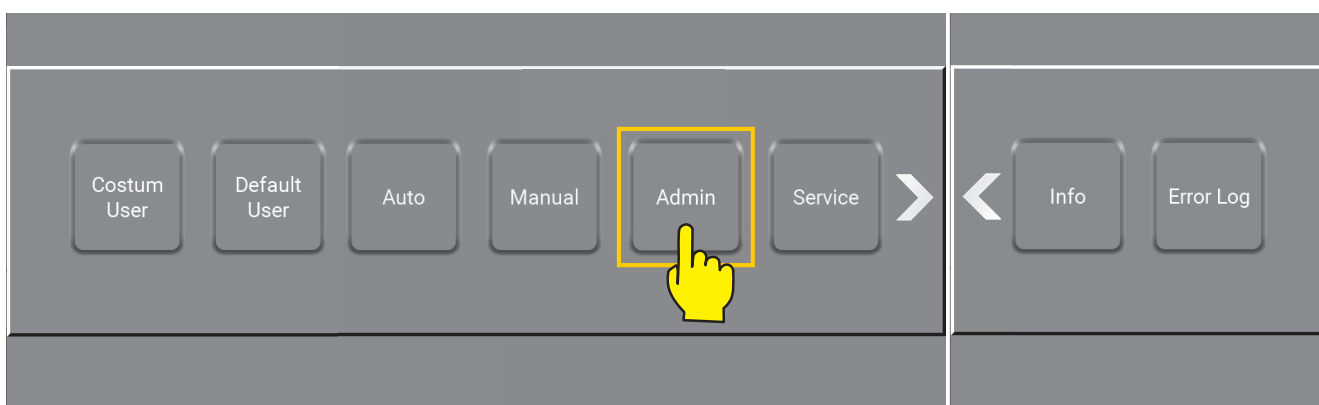 Costum
User
Default
User
Auto
Manual
Admin
Service
Info
Error Log